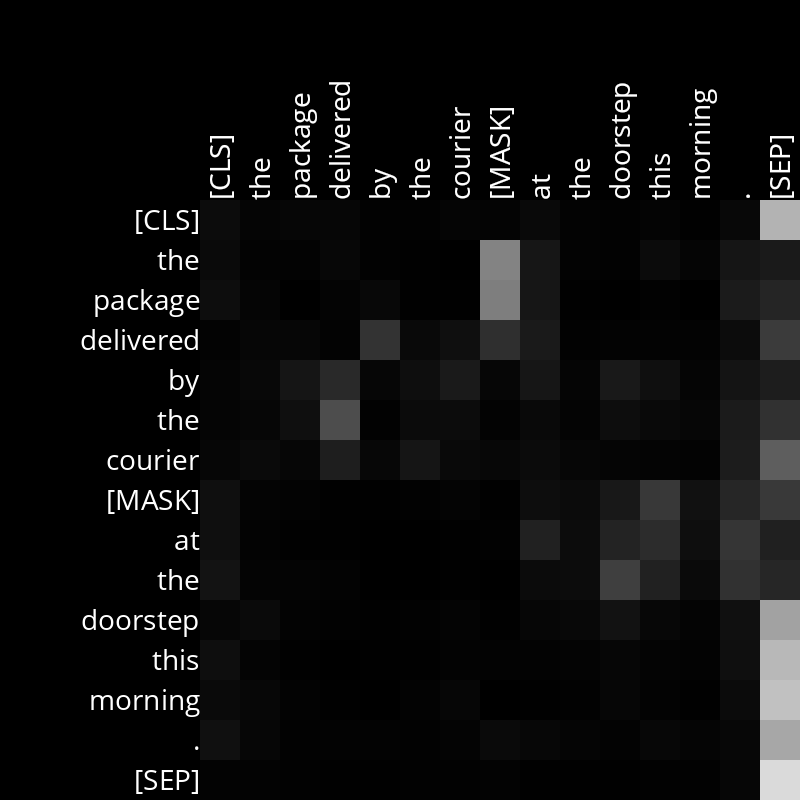 [CLS] the package delivered by the courier [MASK] at the doorstep this morning . [SEP]
[CLS]
the
package
delivered
by
the
courier
[MASK]
at
the
doorstep
this
morning
.
[SEP]